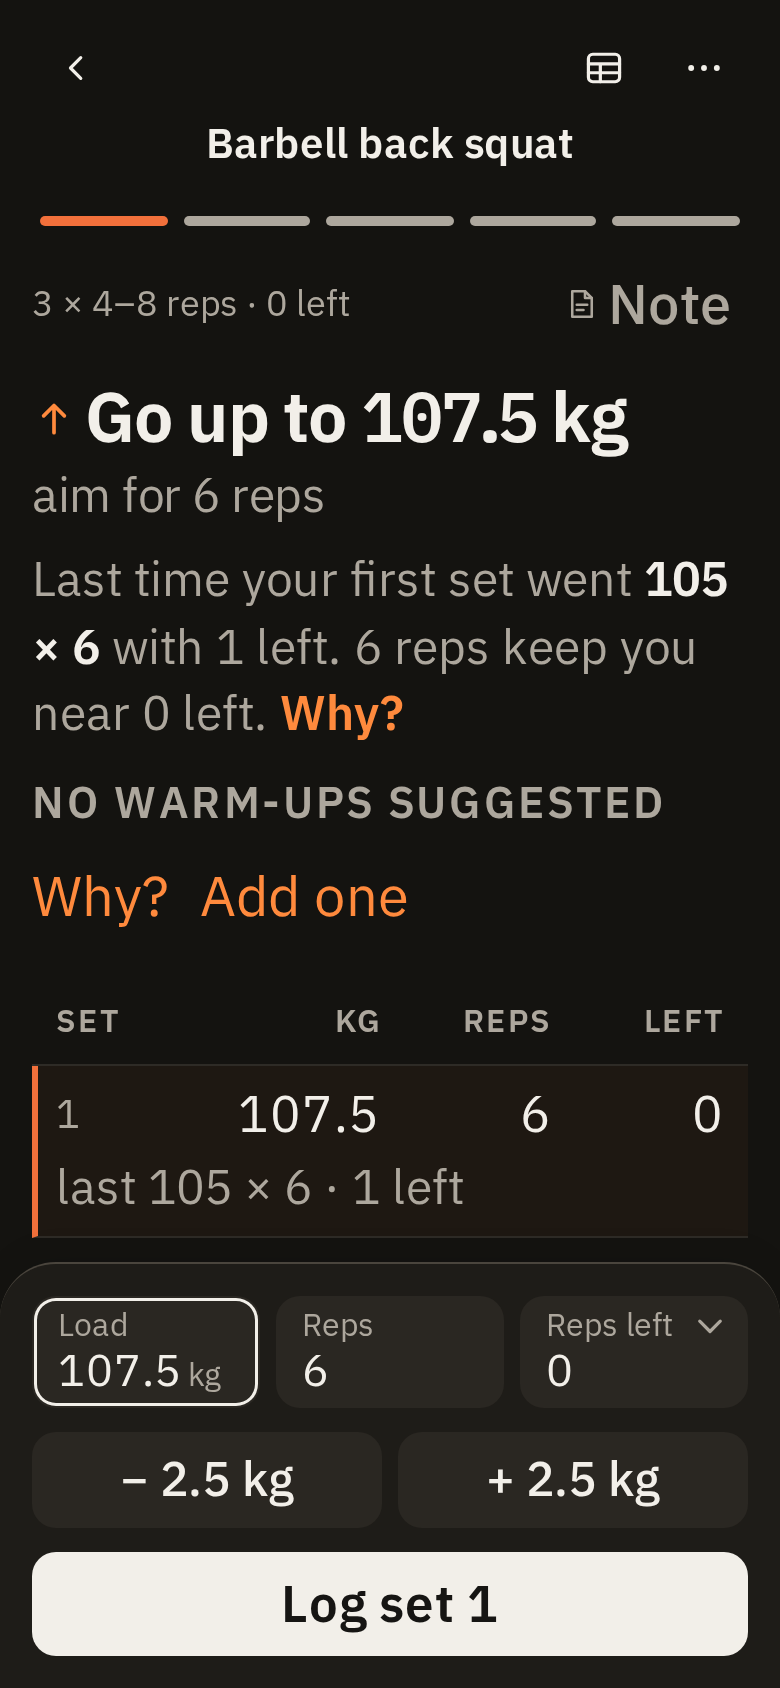 Barbell back squat
3 × 4–8 reps · 0 left
Note
↑ Go up to 107.5 kg
aim for 6 reps
Last time your first set went 105
× 6 with 1 left. 6 reps keep you
near 0 left. Why?
NO WARM-UPS SUGGESTED
Why? Add one
SET KG REPS LEFT
1 107.5 6 0
last 105 × 6 · 1 left
Load Reps Reps left
107.5 kg 6 0
− 2.5 kg + 2.5 kg
Log set 1